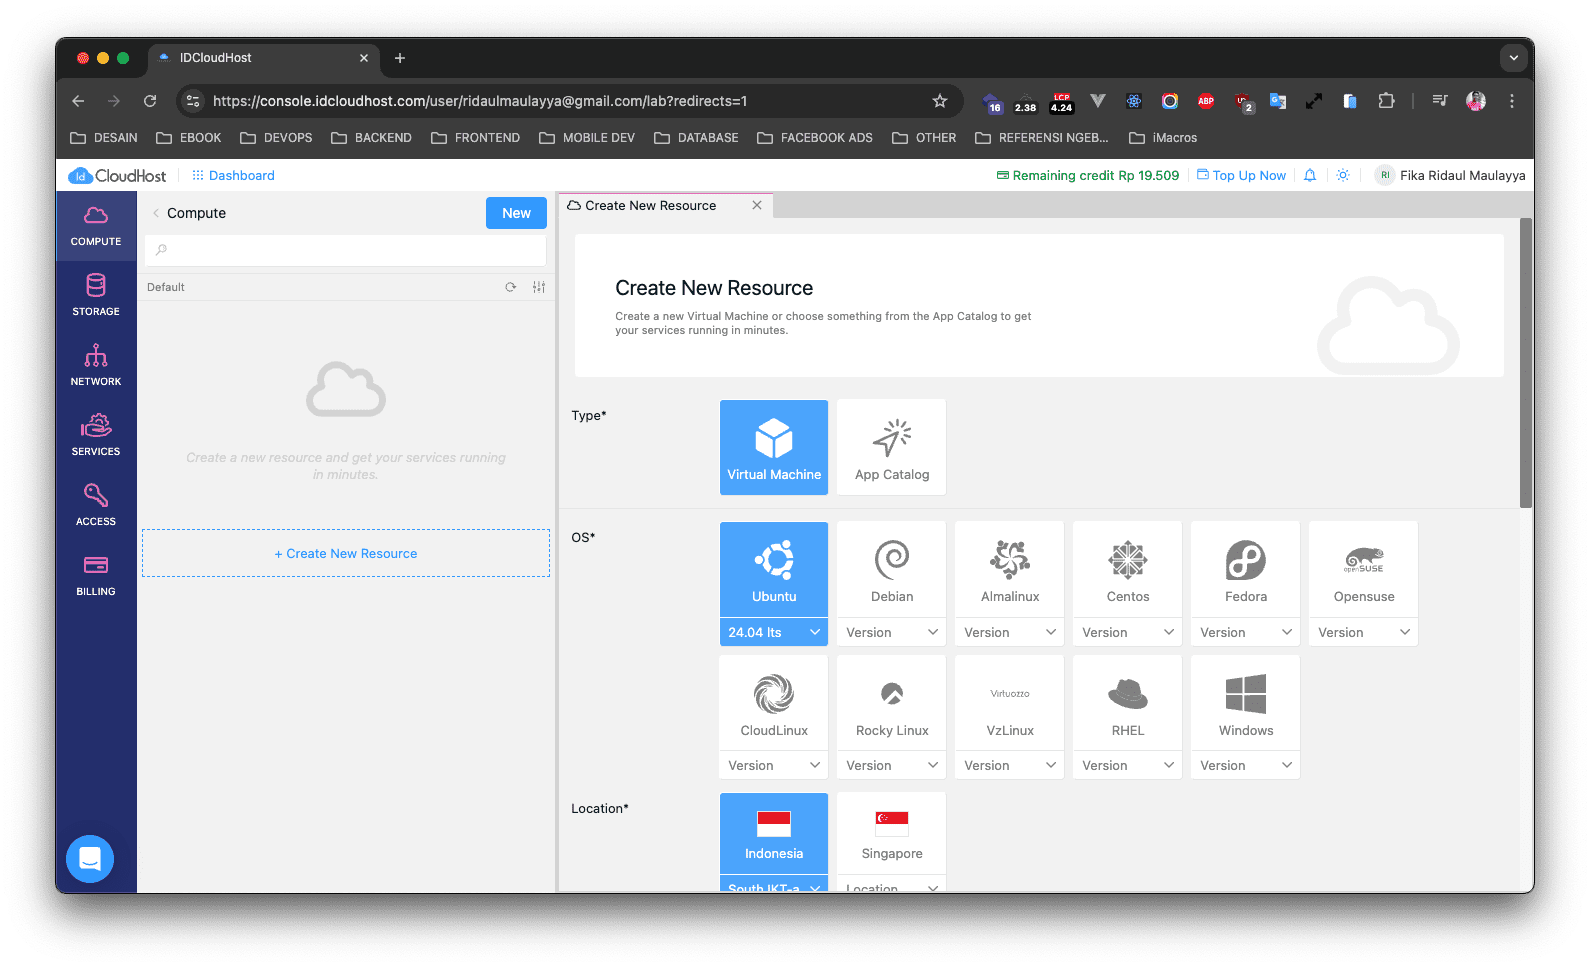 IDCloudHost
https://console.idcloudhost.com/user/ridaulmaulayya@gmail.com/lab?redirects=1
16
2.38
LCP
4.24
ABP
2
DESAIN
EBOOK
DEVOPS
BACKEND
FRONTEND
MOBILE DEV
DATABASE
FACEBOOK ADS
OTHER
REFERENSI NGEB...
iMacros
Id CloudHost
Dashboard
Remaining credit Rp 19.509
Top Up Now
RI
Fika Ridaul Maulayya
COMPUTE
STORAGE
NETWORK
SERVICES
ACCESS
BILLING
Compute
New
Default
Create a new resource and get your services running
in minutes.
+ Create New Resource
Create New Resource
Create New Resource
Create a new Virtual Machine or choose something from the App Catalog to get
your services running in minutes.
Type*
Virtual Machine
App Catalog
OS*
Ubuntu
Debian
Almalinux
Centos
Fedora
openSUSE
Opensuse
24.04 lts
Version
Version
Version
Version
Version
Virtuozzo
CloudLinux
Rocky Linux
VzLinux
RHEL
Windows
Version
Version
Version
Version
Version
Location*
Indonesia
Singapore
South JKT-a
Location